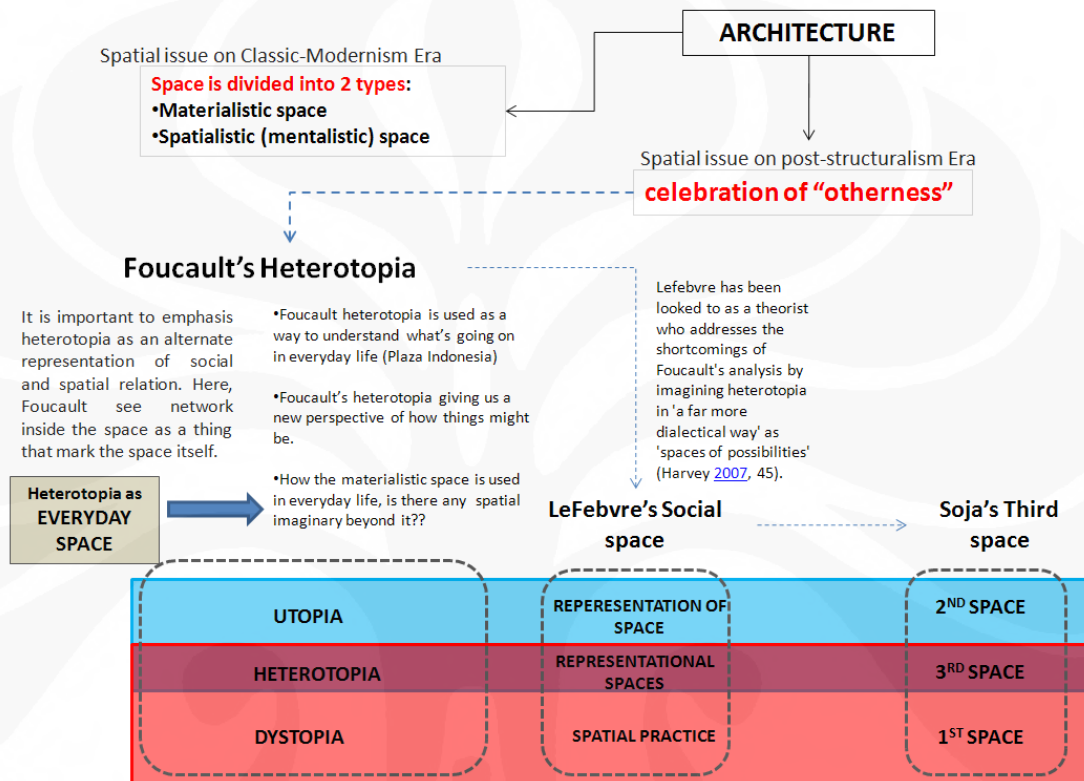 ARCHITECTURE
Spatial issue on Classic-Modernism Era
Space is divided into 2 types:
•Materialistic space
•Spatialistic (mentalistic) space
Spatial issue on post-structuralism Era
celebration of “otherness”
Foucault’s Heterotopia
It is important to emphasis
heterotopia as an alternate
representation of social
and spatial relation. Here,
Foucault see network
inside the space as a thing
that mark the space itself.
•Foucault heterotopia is used as a
way to understand what’s going on
in everyday life (Plaza Indonesia)
•Foucault’s heterotopia giving us a
new perspective of how things might
be.
•How the materialistic space is used
in everyday life, is there any spatial
imaginary beyond it??
Lefebvre has been
looked to as a theorist
who addresses the
shortcomings of
Foucault's analysis by
imagining heterotopia
in 'a far more
dialectical way' as
'spaces of possibilities'
(Harvey 2007, 45).
Heterotopia as
EVERYDAY
SPACE
LeFebvre’s Social
space
Soja’s Third
space
UTOPIA
REPERESENTATION OF
SPACE
2ND SPACE
HETEROTOPIA
REPRESENTATIONAL
SPACES
3RD SPACE
DYSTOPIA
SPATIAL PRACTICE
1ST SPACE